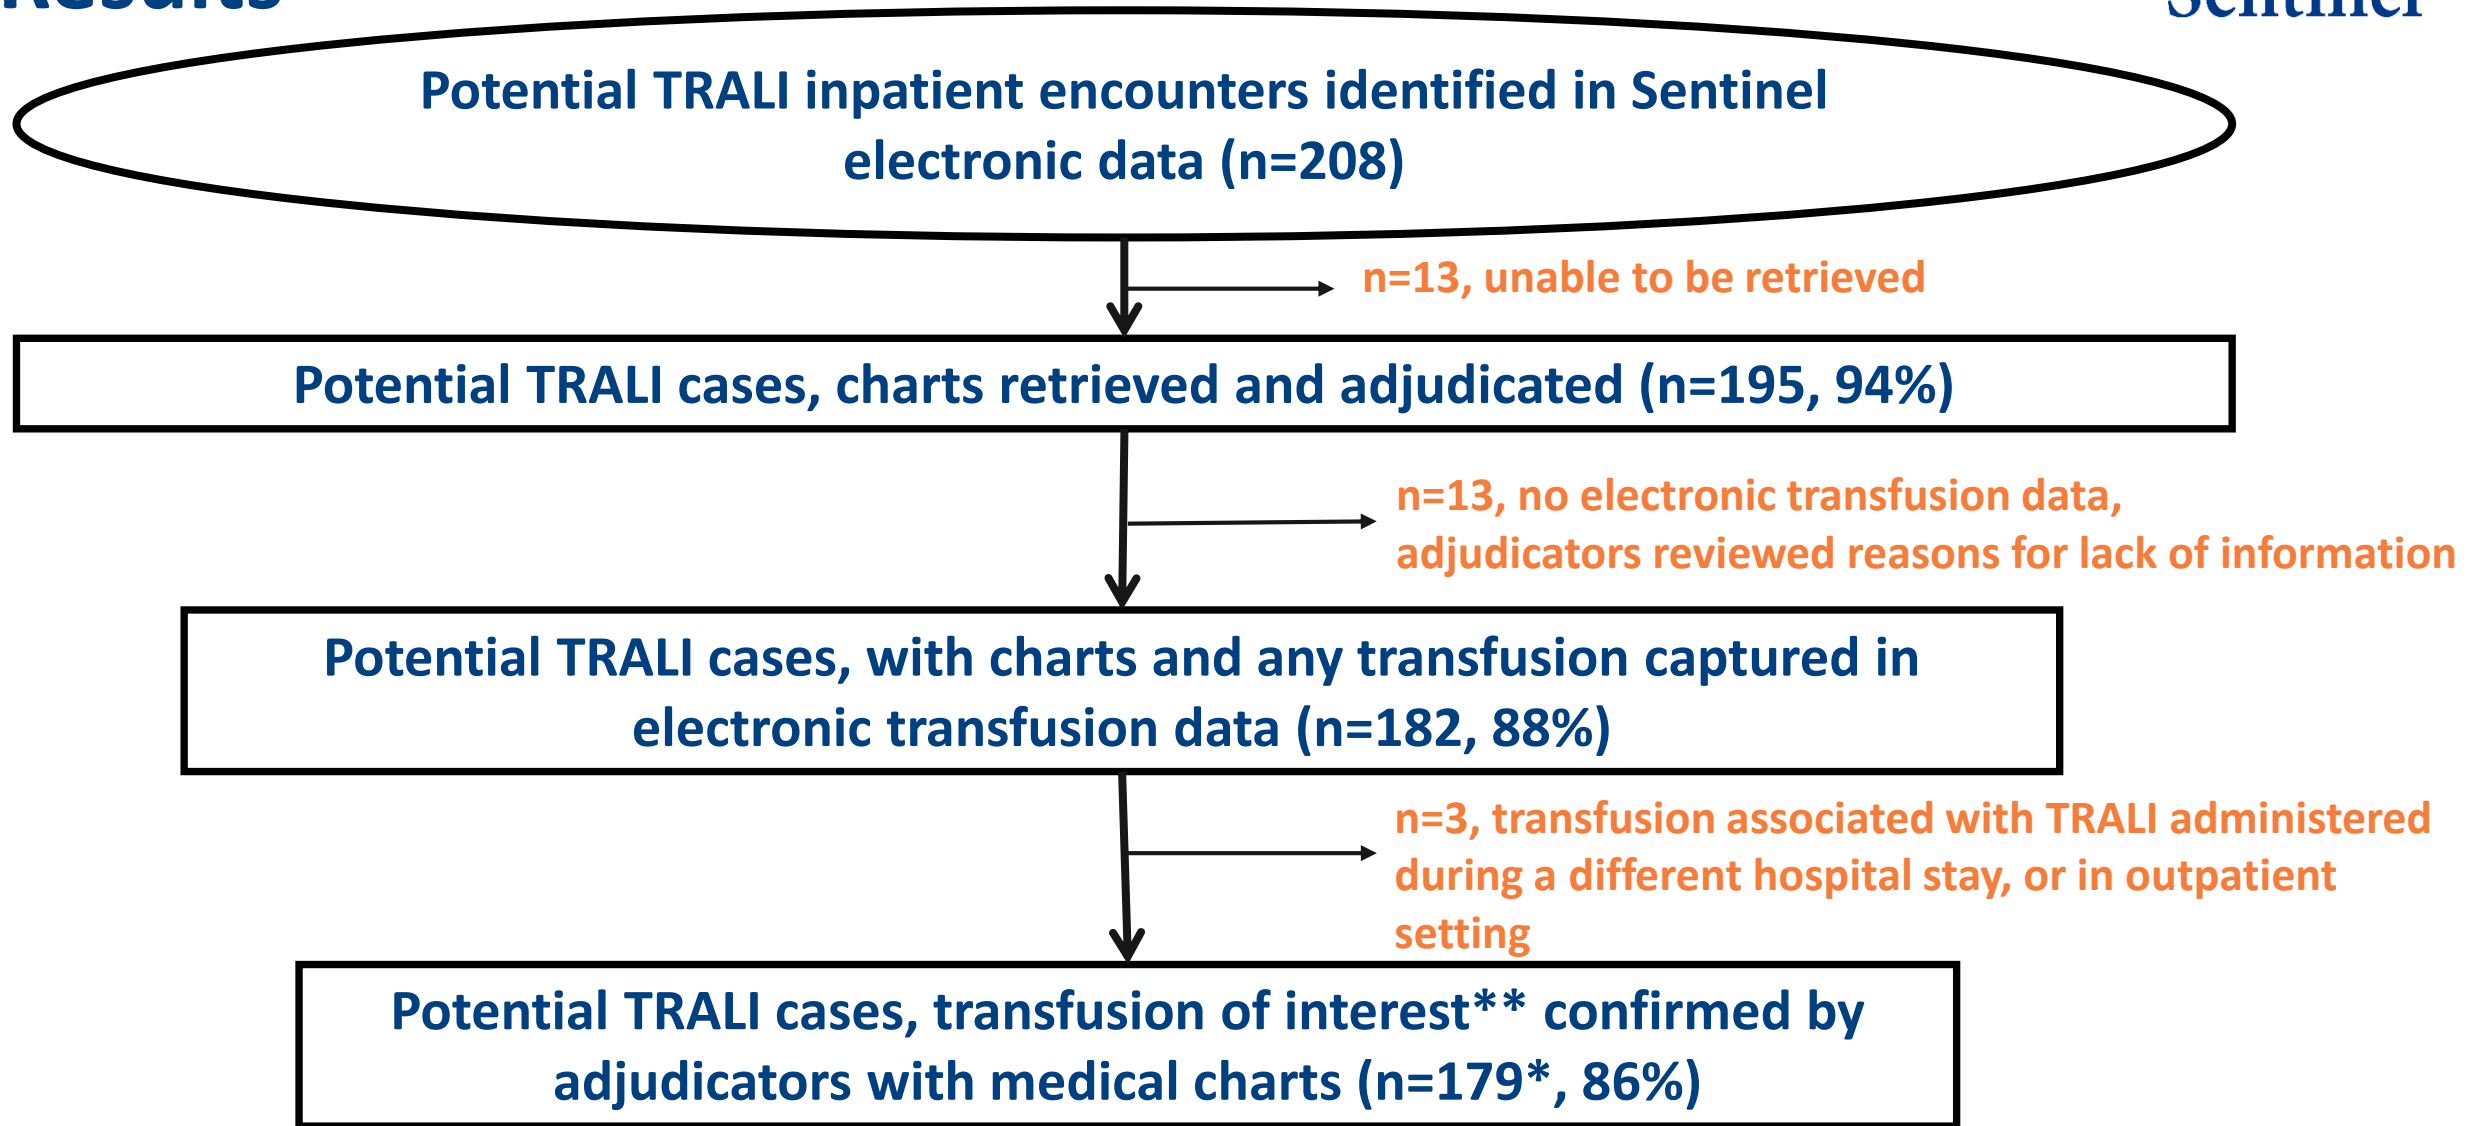 Results
Sentinel
Potential TRALI inpatient encounters identified in Sentinel
electronic data (n=208)
n=13, unable to be retrieved
Potential TRALI cases, charts retrieved and adjudicated (n=195, 94%)
n=13, no electronic transfusion data,
adjudicators reviewed reasons for lack of information
Potential TRALI cases, with charts and any transfusion captured in
electronic transfusion data (n=182, 88%)
n=3, transfusion associated with TRALI administered
during a different hospital stay, or in outpatient
setting
Potential TRALI cases, transfusion of interest** confirmed by
adjudicators with medical charts (n=179*, 86%)